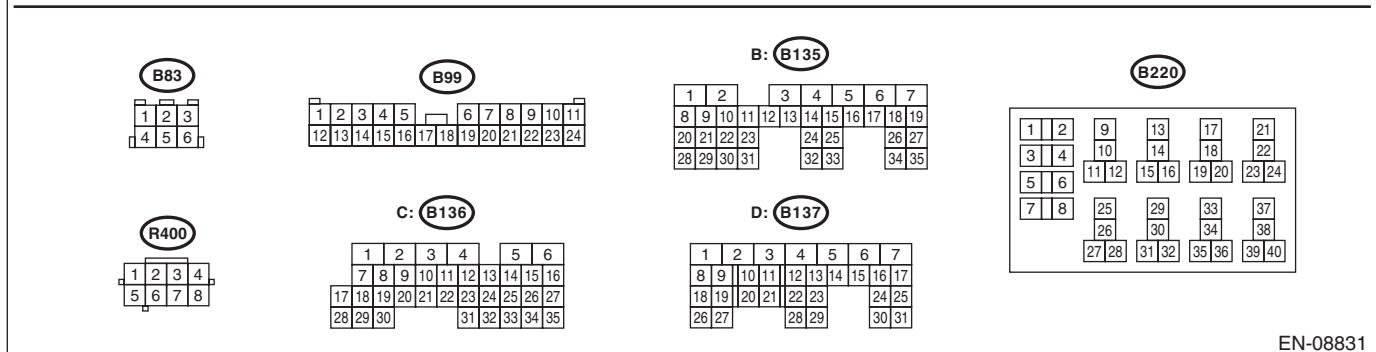 B83
1 2 3
4 5 6
B99
1 2 3 4 5 6 7 8 9 10 11
12 13 14 15 16 17 18 19 20 21 22 23 24
B: B135
1 2 3 4 5 6 7
8 9 10 11 12 13 14 15 16 17 18 19
20 21 22 23 24 25 26 27
28 29 30 31 32 33 34 35
B220
1 2 9 13 17 21
3 4 10 14 18 22
11 12 15 16 19 20 23 24
5 6
7 8 25 29 33 37
26 30 34 38
27 28 31 32 35 36 39 40
R400
1 2 3 4
5 6 7 8
C: B136
1 2 3 4 5 6
7 8 9 10 11 12 13 14 15 16
17 18 19 20 21 22 23 24 25 26 27
28 29 30 31 32 33 34 35
D: B137
1 2 3 4 5 6 7
8 9 10 11 12 13 14 15 16 17
18 19 20 21 22 23 24 25
26 27 28 29 30 31
EN-08831